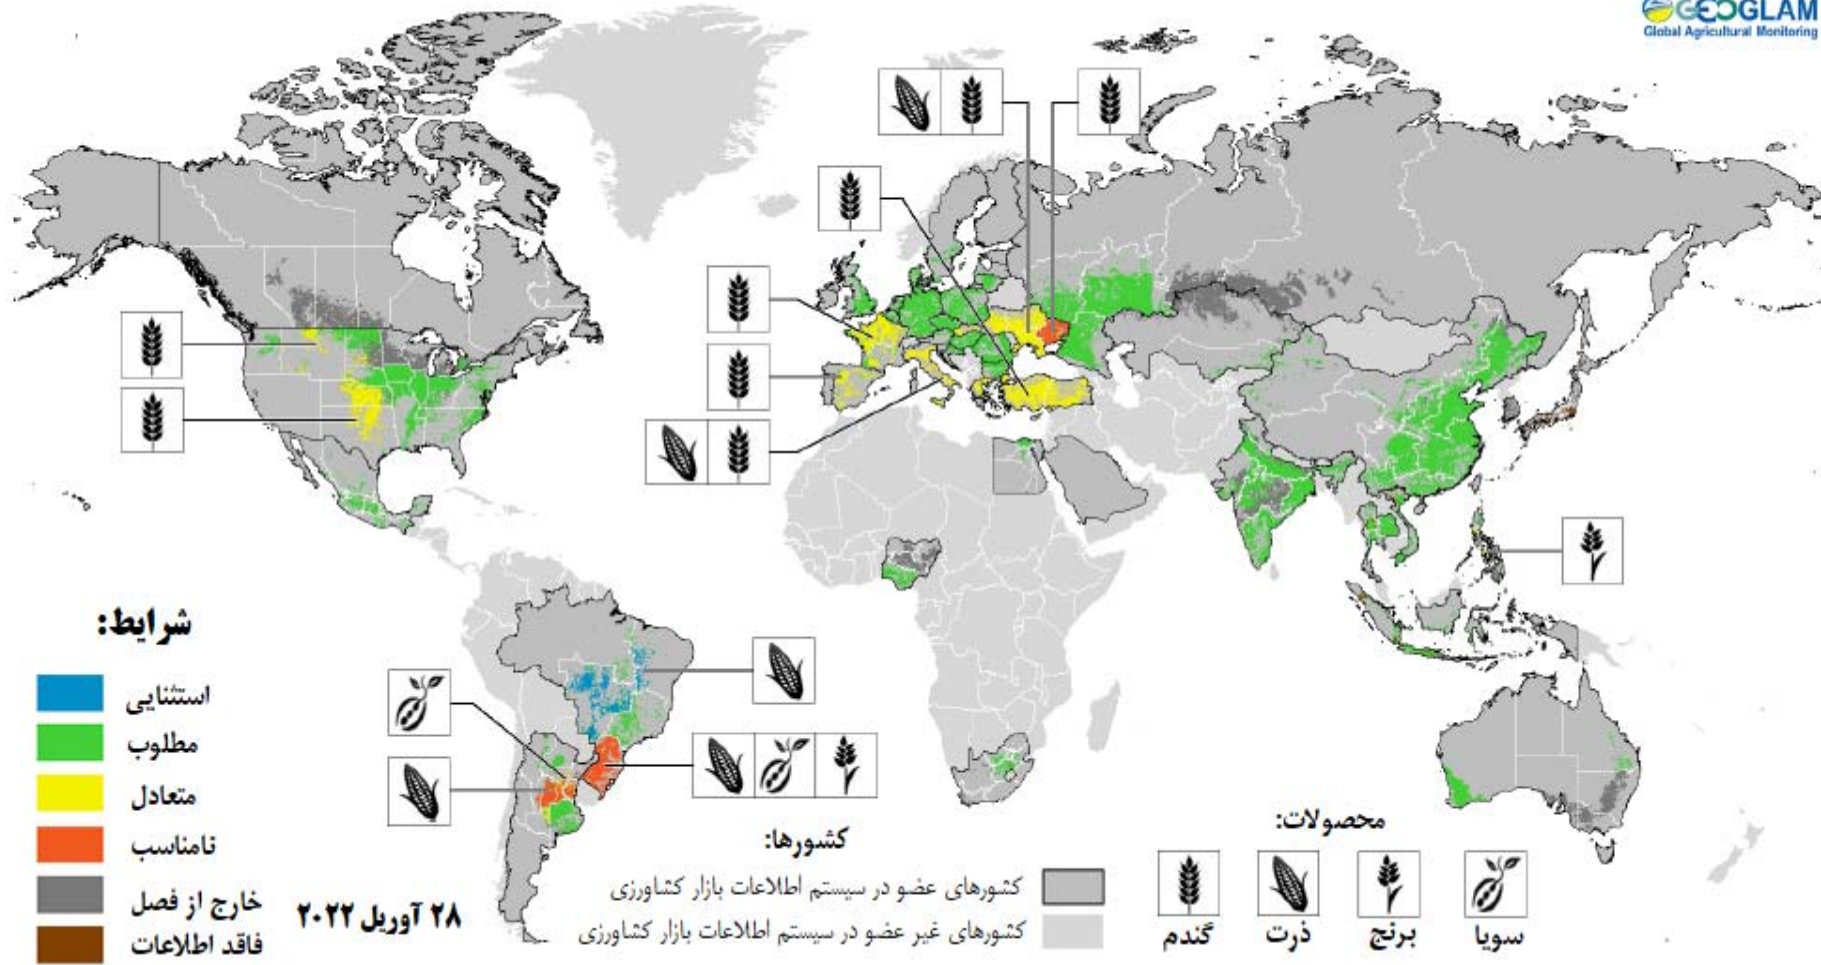 GEOGLAM
Global Agricultural Monitoring
شرایط:
استثنایی
مطلوب
متعادل
نامناسب
خارج از فصل
فاقد اطلاعات
۲۸ آوریل ۲۰۲۲
کشورها:
کشورهای عضو در سیستم اطلاعات بازار کشاورزی
کشورهای غیر عضو در سیستم اطلاعات بازار کشاورزی
محصولات:
سویا
برنج
ذرت
گندم